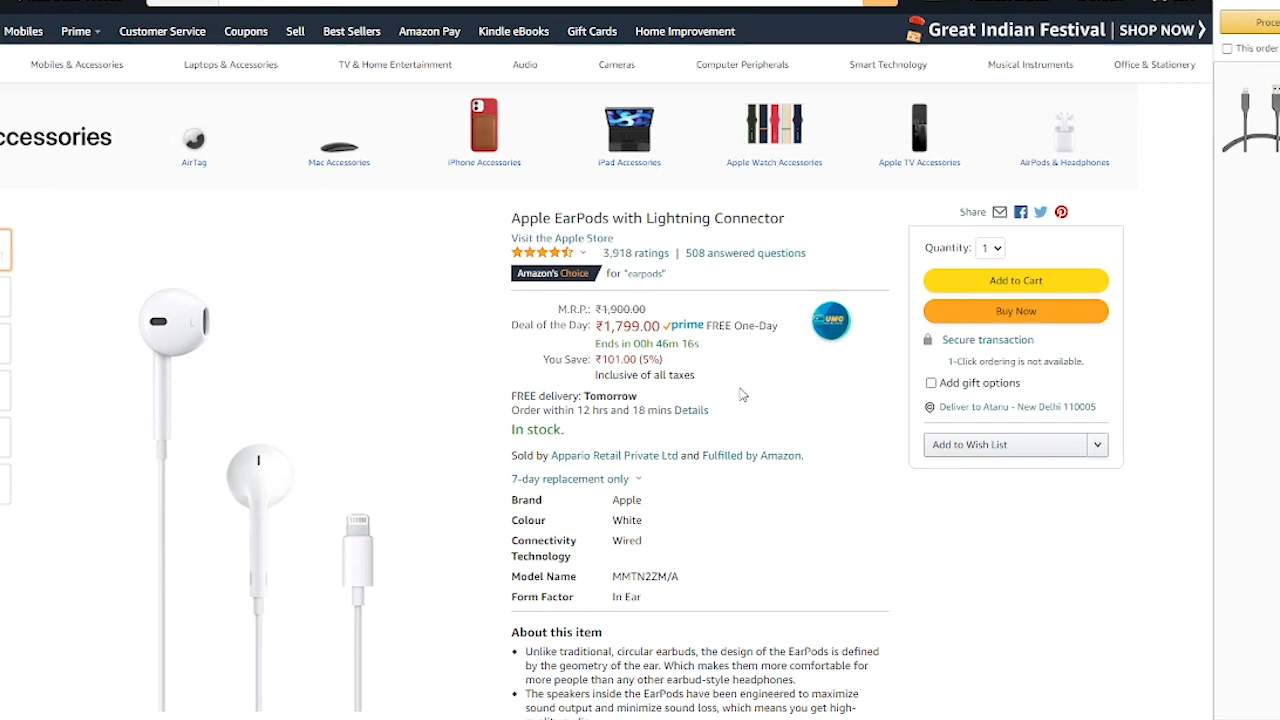 Mobiles Prime Customer Service Coupons Sell Best Sellers Amazon Pay Kindle eBooks Gift Cards Home Improvement Great Indian Festival | SHOP NOW
This order
Mobiles & Accessories Laptops & Accessories TV & Home Entertainment Audio Cameras Computer Peripherals Smart Technology Musical Instruments Office & Stationery
ccessories
AirTag Mac Accessories iPhone Accessories iPad Accessories Apple Watch Accessories Apple TV Accessories AirPods & Headphones
Apple EarPods with Lightning Connector
Visit the Apple Store
3,918 ratings | 508 answered questions
Amazon's Choice for "earpods"
M.R.P.: ₹1,900.00
Deal of the Day: ₹1,799.00 prime FREE One-Day
Ends in 00h 46m 16s
You Save: ₹101.00 (5%)
Inclusive of all taxes
UMC
FREE delivery: Tomorrow
Order within 12 hrs and 18 mins Details
In stock.
Sold by Appario Retail Private Ltd and Fulfilled by Amazon.
7-day replacement only
Brand Apple
Colour White
Connectivity Technology Wired
Model Name MMTN2ZM/A
Form Factor In Ear
About this item
• Unlike traditional, circular earbuds, the design of the EarPods is defined
by the geometry of the ear. Which makes them more comfortable for
more people than any other earbud-style headphones.
• The speakers inside the EarPods have been engineered to maximize
sound output and minimize sound loss, which means you get high-
Share
Quantity: 1
Add to Cart
Buy Now
Secure transaction
1-Click ordering is not available.
Add gift options
Deliver to Atanu - New Delhi 110005
Add to Wish List
Proce